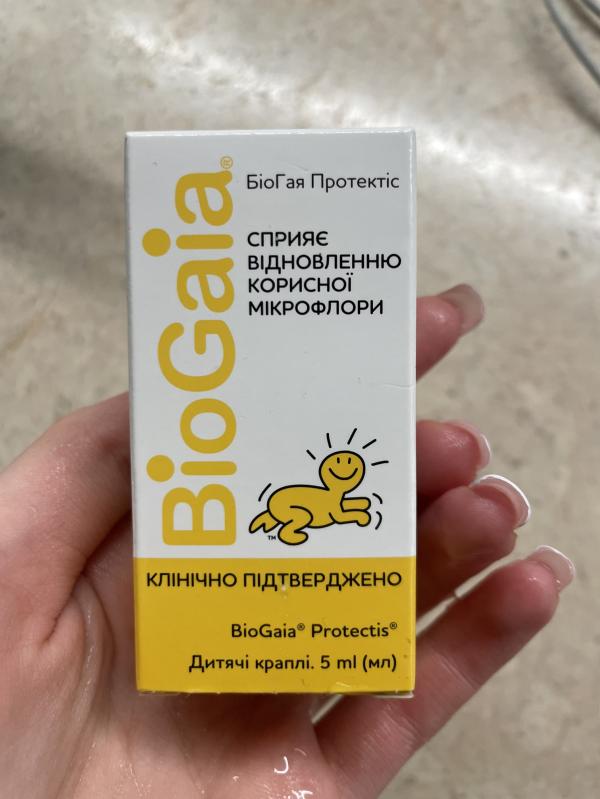 BioGaia®
БіоГая Протектіс
СПРИЯЄ
ВІДНОВЛЕННЮ
КОРИСНОЇ
МІКРОФЛОРИ
™
КЛІНІЧНО ПІДТВЕРДЖЕНО
BioGaia® Protectis®
Дитячі краплі. 5 ml (мл)